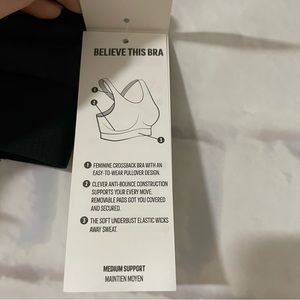 BELIEVE THIS BRA
1
2
3
1 FEMININE CROSSBACK BRA WITH AN
EASY-TO-WEAR PULLOVER DESIGN.
2 CLEVER ANTI-BOUNCE CONSTRUCTION
SUPPORTS YOUR EVERY MOVE.
REMOVABLE PADS GOT YOU COVERED
AND SECURED.
3 THE SOFT UNDERBUST ELASTIC WICKS
AWAY SWEAT.
MEDIUM SUPPORT
MAINTIEN MOYEN